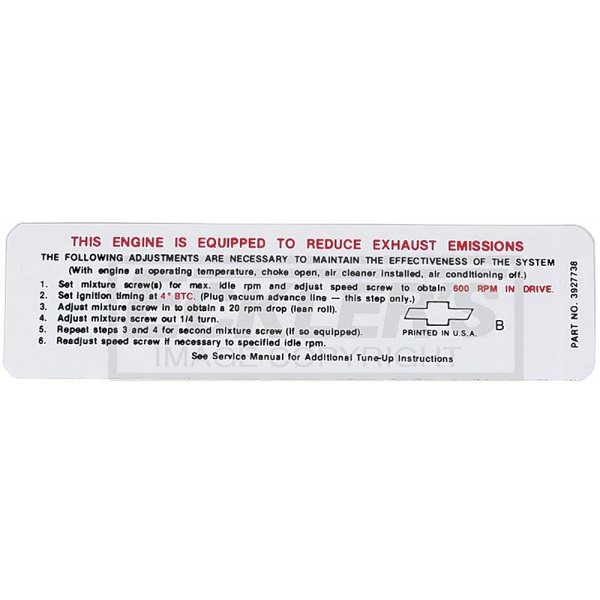 THIS ENGINE IS EQUIPPED TO REDUCE EXHAUST EMISSIONS
THE FOLLOWING ADJUSTMENTS ARE NECESSARY TO MAINTAIN THE EFFECTIVENESS OF THE SYSTEM
(With engine at operating temperature, choke open, air cleaner installed, air conditioning off.)
1. Set mixture screw(s) for max. idle rpm and adjust speed screw to obtain 600 RPM IN DRIVE.
2. Set ignition timing at 4° BTC. (Plug vacuum advance line — this step only.)
3. Adjust mixture screw in to obtain a 20 rpm drop (lean roll).
4. Adjust mixture screw out 1/4 turn.
5. Repeat steps 3 and 4 for second mixture screw (if so equipped).
6. Readjust speed screw if necessary to specified idle rpm.
See Service Manual for Additional Tune-Up Instructions
PRINTED IN U.S.A.
B
PART NO. 3927738
IMAGE COPYRIGHT